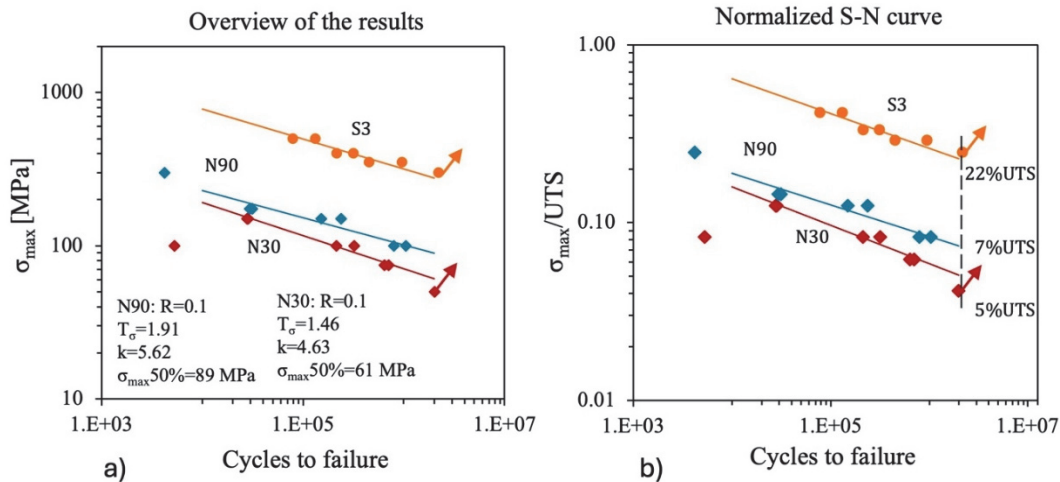 Overview of the results
1000
100
10
σmax [MPa]
S3
N90
N30
N90: R=0.1
Tσ=1.91
k=5.62
σmax50%=89 MPa
N30: R=0.1
Tσ=1.46
k=4.63
σmax50%=61 MPa
1.E+03
1.E+05
1.E+07
Cycles to failure
a)
Normalized S-N curve
1.00
0.10
0.01
σmax/UTS
S3
N90
N30
22%UTS
7%UTS
5%UTS
1.E+03
1.E+05
1.E+07
Cycles to failure
b)